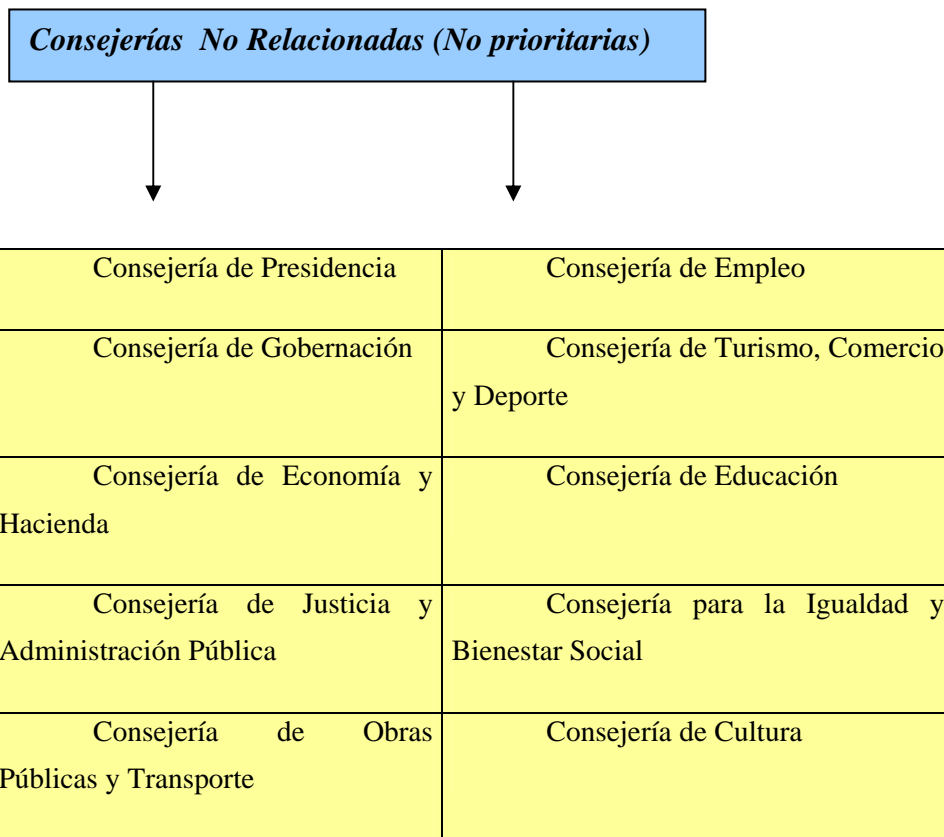 Consejerías No Relacionadas (No prioritarias)
Consejería de Presidencia
Consejería de Empleo
Consejería de Gobernación
Consejería de Turismo, Comercio
y Deporte
Consejería de Economía y
Hacienda
Consejería de Educación
Consejería de Justicia y
Administración Pública
Consejería para la Igualdad y
Bienestar Social
Consejería de Obras
Públicas y Transporte
Consejería de Cultura